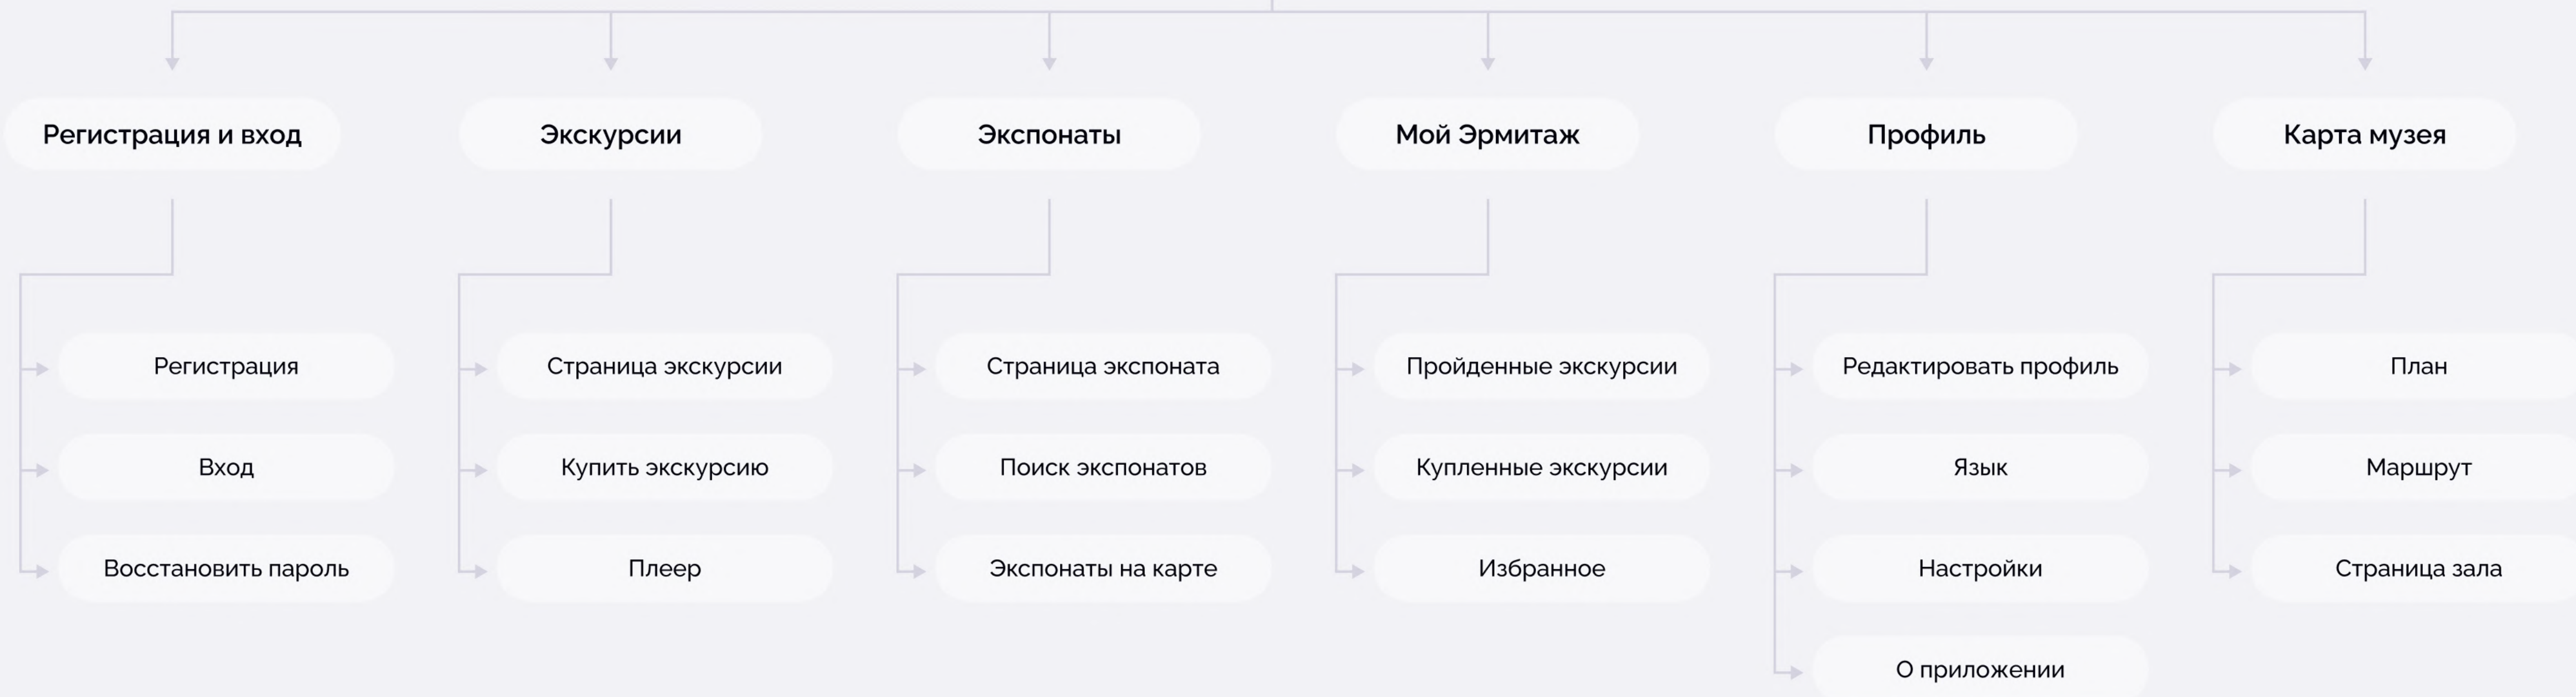 Регистрация и вход
Экскурсии
Экспонаты
Мой Эрмитаж
Профиль
Карта музея
Регистрация
Страница экскурсии
Страница экспоната
Пройденные экскурсии
Редактировать профиль
План
Вход
Купить экскурсию
Поиск экспонатов
Купленные экскурсии
Язык
Маршрут
Восстановить пароль
Плеер
Экспонаты на карте
Избранное
Настройки
Страница зала
О приложении